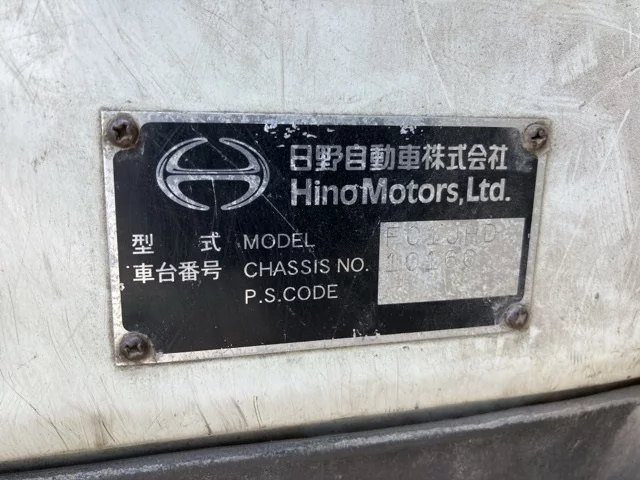 日野自動車株式会社
HinoMotors,Ltd.
型 式 MODEL
車台番号 CHASSIS NO.
P.S.CODE